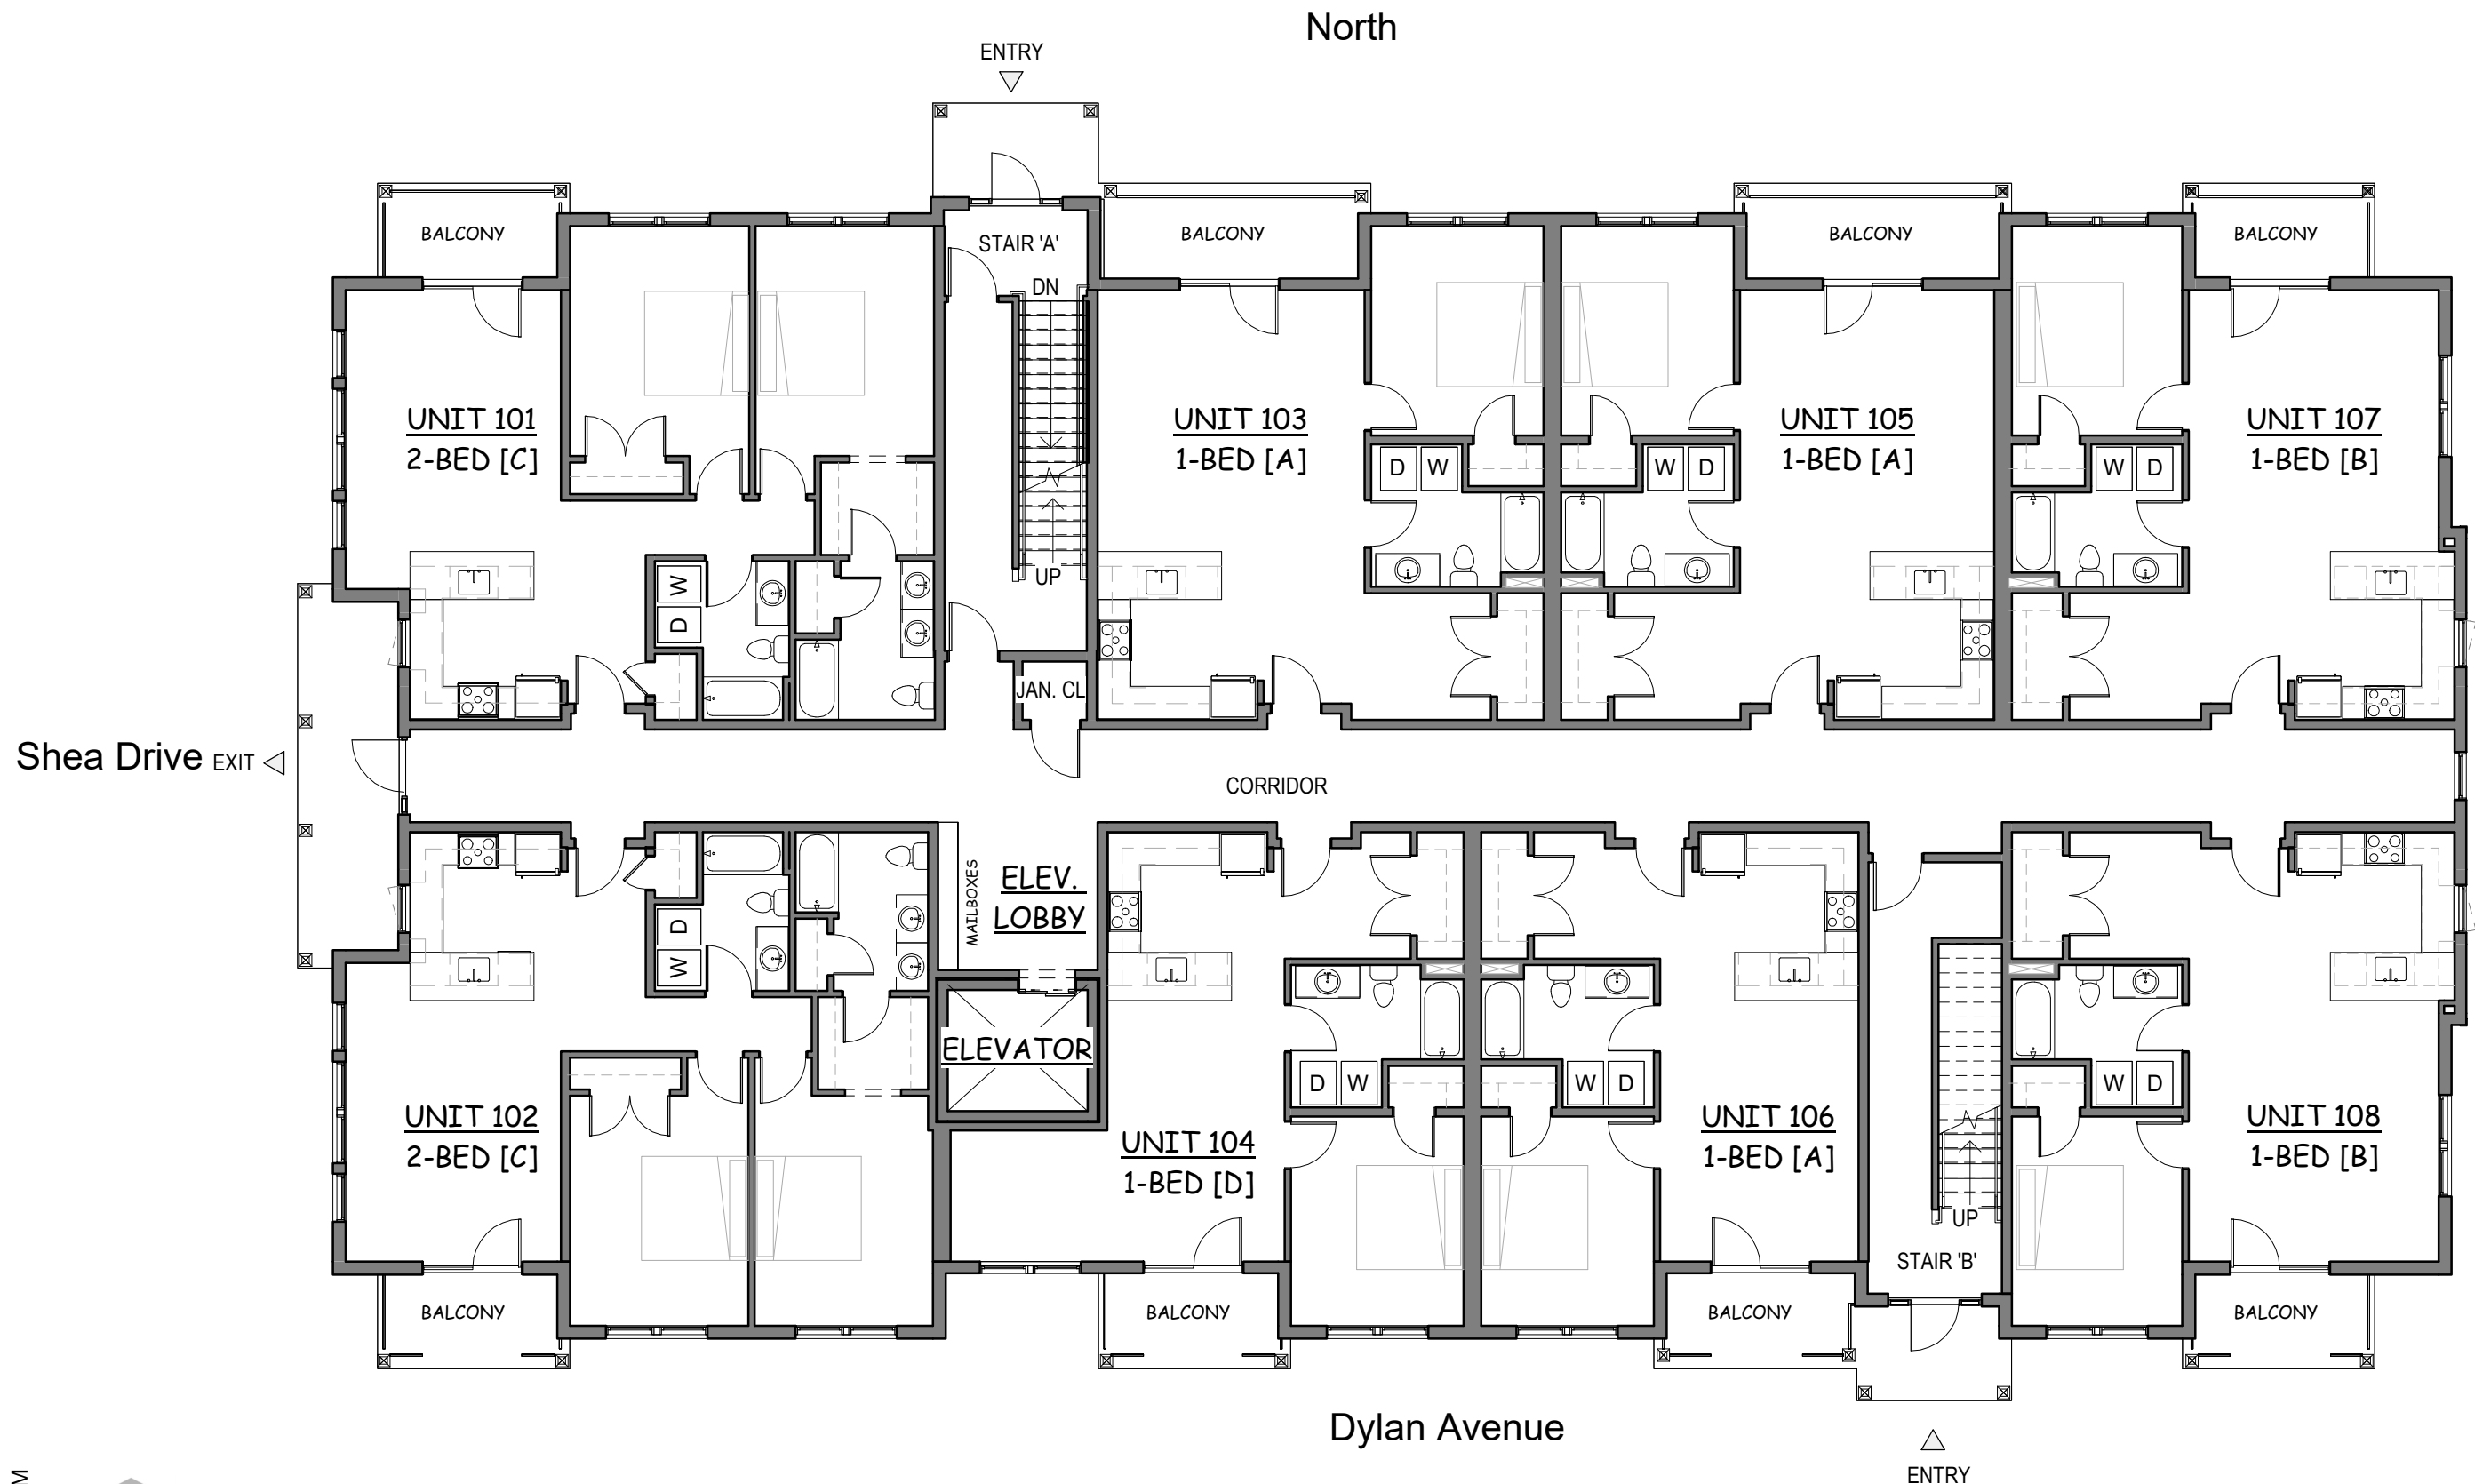 North
ENTRY
BALCONY
STAIR 'A'
BALCONY
BALCONY
BALCONY
DN
UNIT 101
2-BED [C]
UNIT 103
1-BED [A]
UNIT 105
1-BED [A]
UNIT 107
1-BED [B]
D W
W D
W D
W
D
UP
JAN. CL
Shea Drive
EXIT
CORRIDOR
MAILBOXES
ELEV.
LOBBY
D
W
ELEVATOR
D W
W D
W D
UNIT 102
2-BED [C]
UNIT 104
1-BED [D]
UNIT 106
1-BED [A]
UNIT 108
1-BED [B]
UP
STAIR 'B'
BALCONY
BALCONY
BALCONY
BALCONY
Dylan Avenue
ENTRY
M